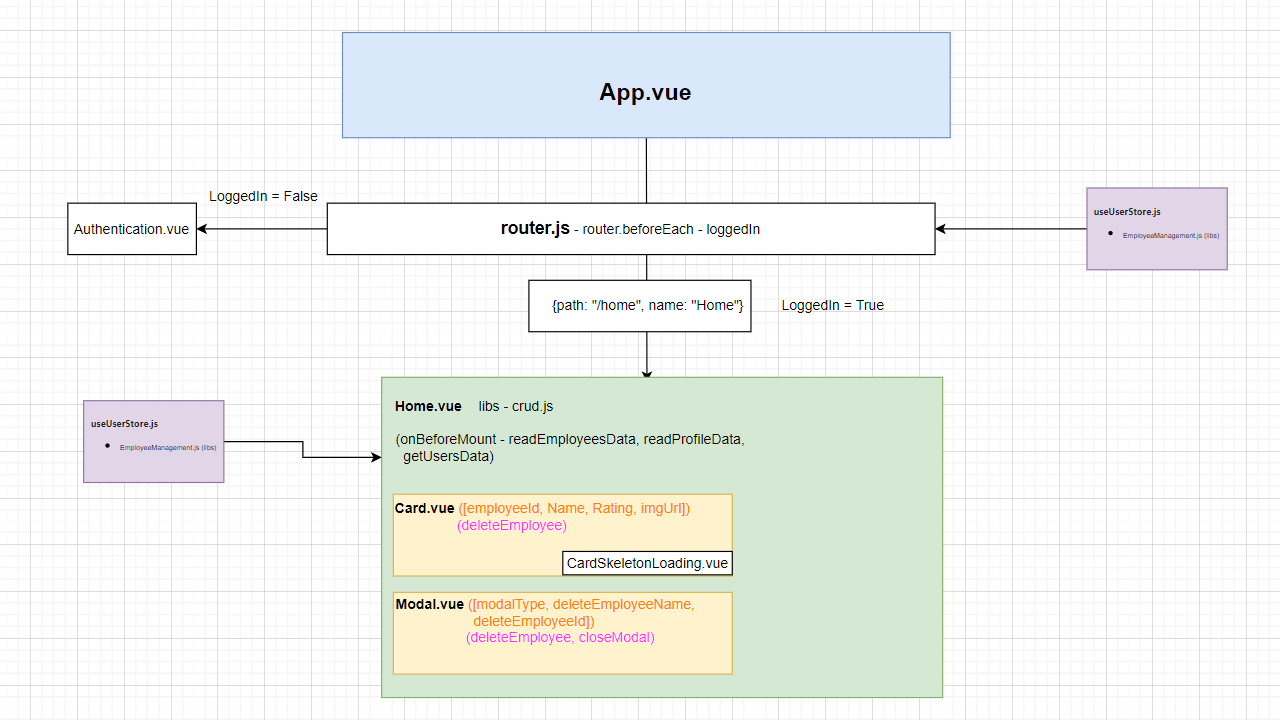 App.vue
LoggedIn = False
Authentication.vue
router.js - router.beforeEach - loggedIn
useUserStore.js
EmployeeManagement.js (libs)
{path: "/home", name: "Home"}
LoggedIn = True
Home.vue libs - crud.js
(onBeforeMount - readEmployeesData, readProfileData,
getUsersData)
useUserStore.js
EmployeeManagement.js (libs)
Card.vue ([employeeId, Name, Rating, imgUrl])
(deleteEmployee)
CardSkeletonLoading.vue
Modal.vue ([modalType, deleteEmployeeName,
deleteEmployeeId])
(deleteEmployee, closeModal)